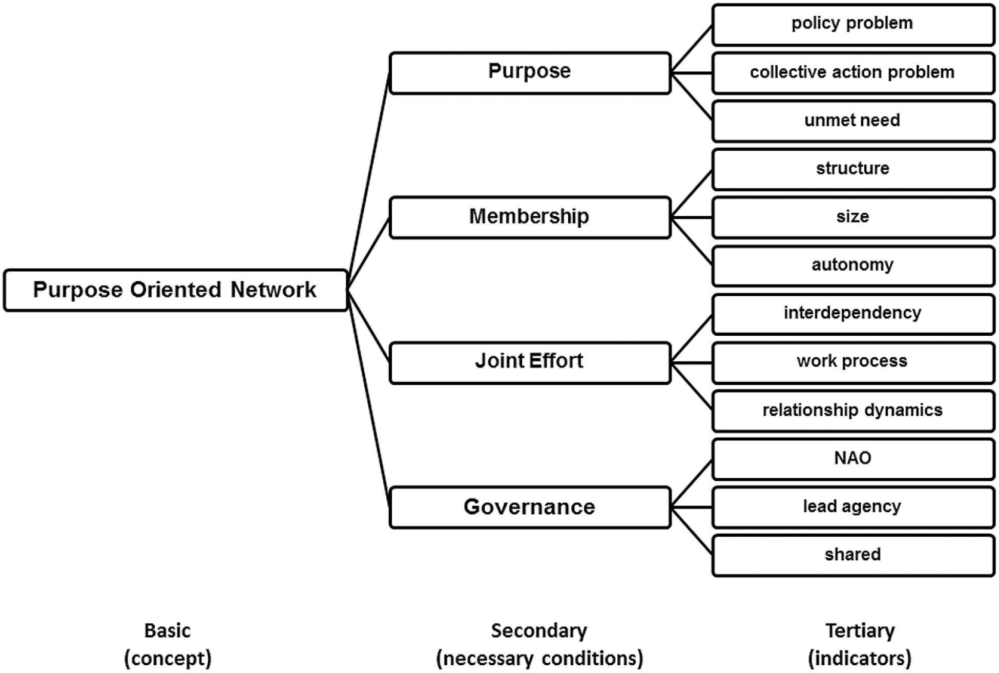 Purpose Oriented Network
Purpose
policy problem
collective action problem
unmet need
Membership
structure
size
autonomy
Joint Effort
interdependency
work process
relationship dynamics
Governance
NAO
lead agency
shared
Basic
(concept)
Secondary
(necessary conditions)
Tertiary
(indicators)